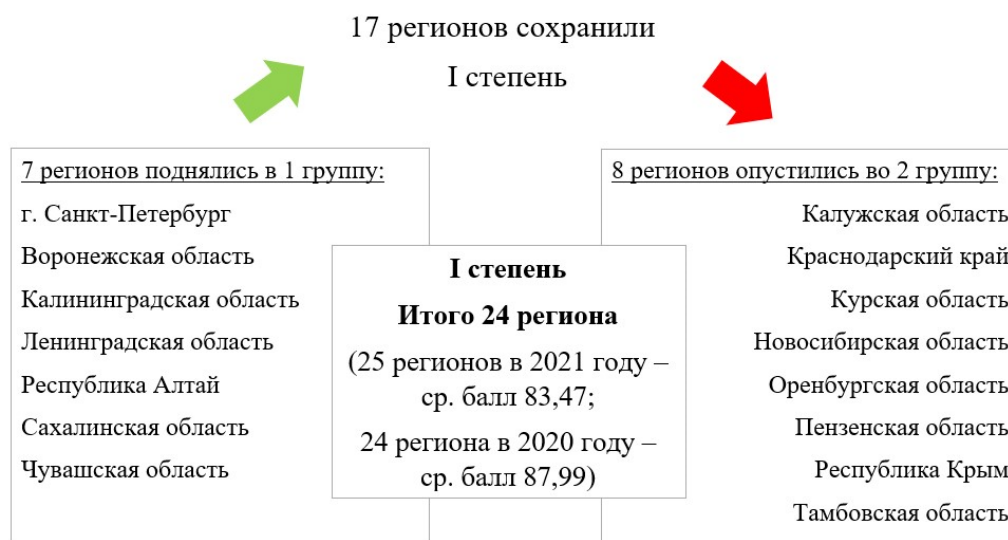 17 регионов сохранили
I степень
7 регионов поднялись в 1 группу:
г. Санкт-Петербург
Воронежская область
Калининградская область
Ленинградская область
Республика Алтай
Сахалинская область
Чувашская область
I степень
Итого 24 региона
(25 регионов в 2021 году –
ср. балл 83,47;
24 региона в 2020 году –
ср. балл 87,99)
8 регионов опустились во 2 группу:
Калужская область
Краснодарский край
Курская область
Новосибирская область
Оренбургская область
Пензенская область
Республика Крым
Тамбовская область